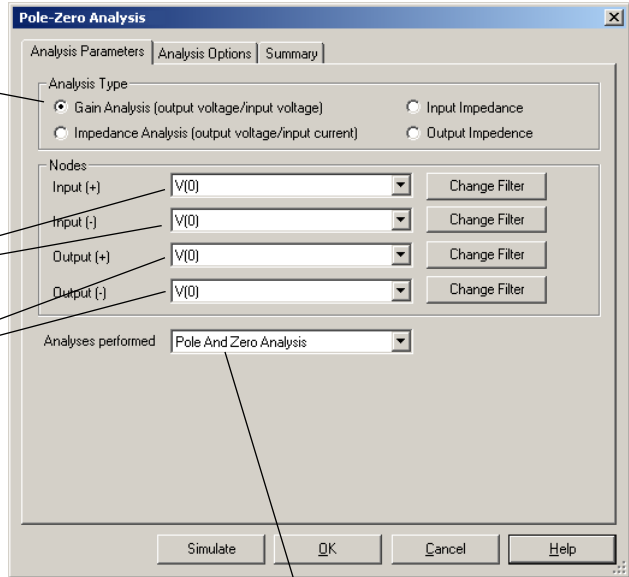 Pole-Zero Analysis
Analysis Parameters Analysis Options Summary
Analysis Type
Gain Analysis (output voltage/input voltage) Input Impedance
Impedance Analysis (output voltage/input current) Output Impedence
Nodes
Input (+) V(0) Change Filter
Input (-) V(0) Change Filter
Output (+) V(0) Change Filter
Output (-) V(0) Change Filter
Analyses performed Pole And Zero Analysis
Simulate OK Cancel Help